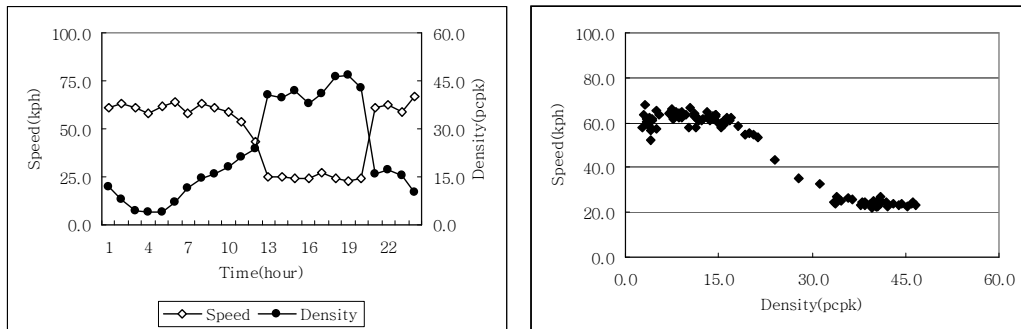 100.0
75.0
50.0
25.0
0.0
Speed(kph)
60.0
45.0
30.0
15.0
0.0
Density(pcpk)
1 4 7 10 13 16 19 22
Time(hour)
Speed Density
100.0
80.0
60.0
40.0
20.0
0.0
Speed(kph)
0.0 15.0 30.0 45.0 60.0
Density(pcpk)